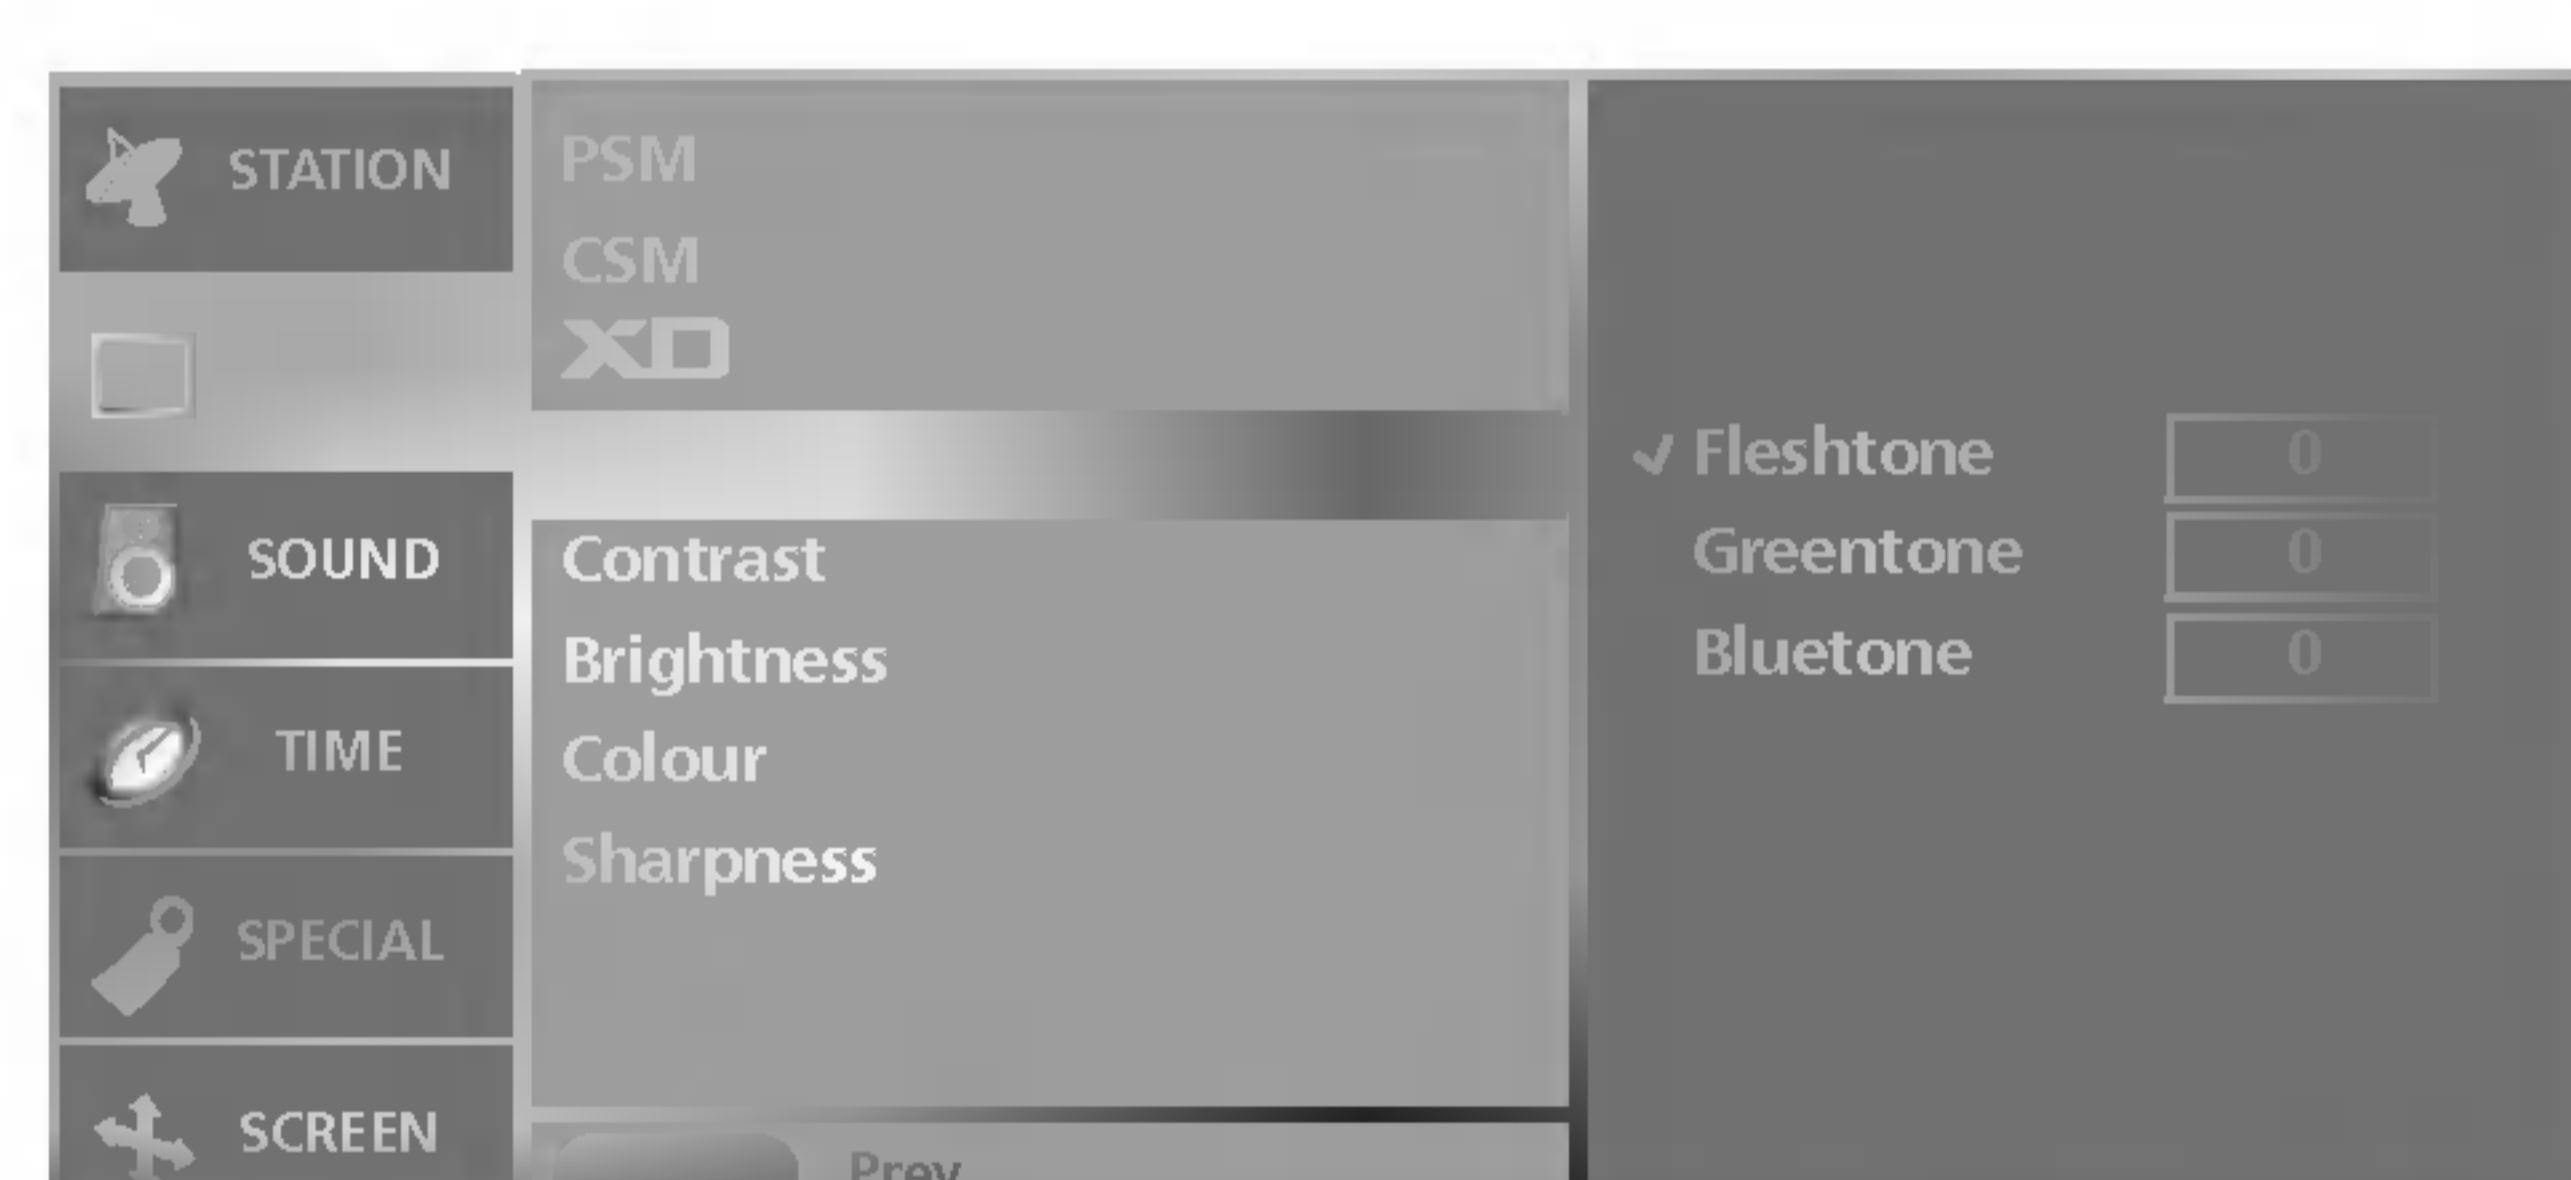 STATION
SOUND
TIME
SPECIAL
SCREEN
PSM
CSM
XD
Contrast
Brightness
Colour
Sharpness
Prev
✓ Fleshtone 0
Greentone 0
Bluetone 0